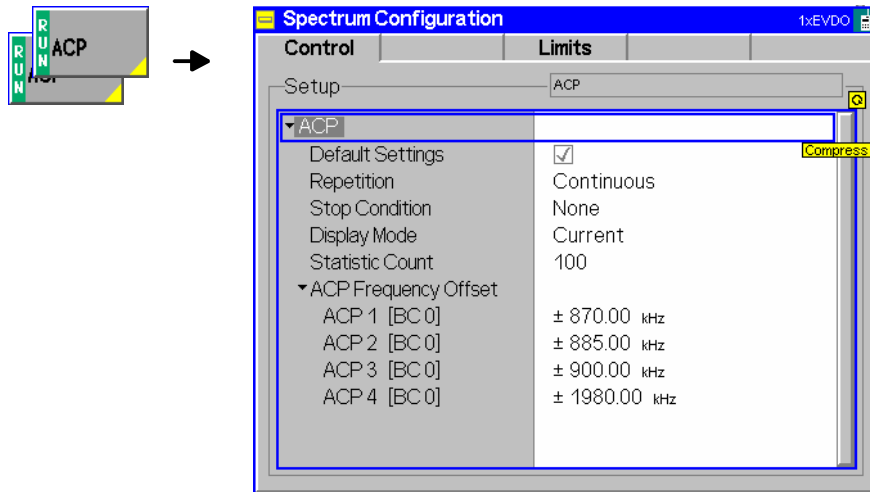 RUN
ACP
RUN
Spectrum Configuration 1xEVDO
Control Limits
Setup ACP
ACP
Compress
Default Settings
Repetition Continuous
Stop Condition None
Display Mode Current
Statistic Count 100
ACP Frequency Offset
ACP 1 [BC 0] ± 870.00 kHz
ACP 2 [BC 0] ± 885.00 kHz
ACP 3 [BC 0] ± 900.00 kHz
ACP 4 [BC 0] ± 1980.00 kHz